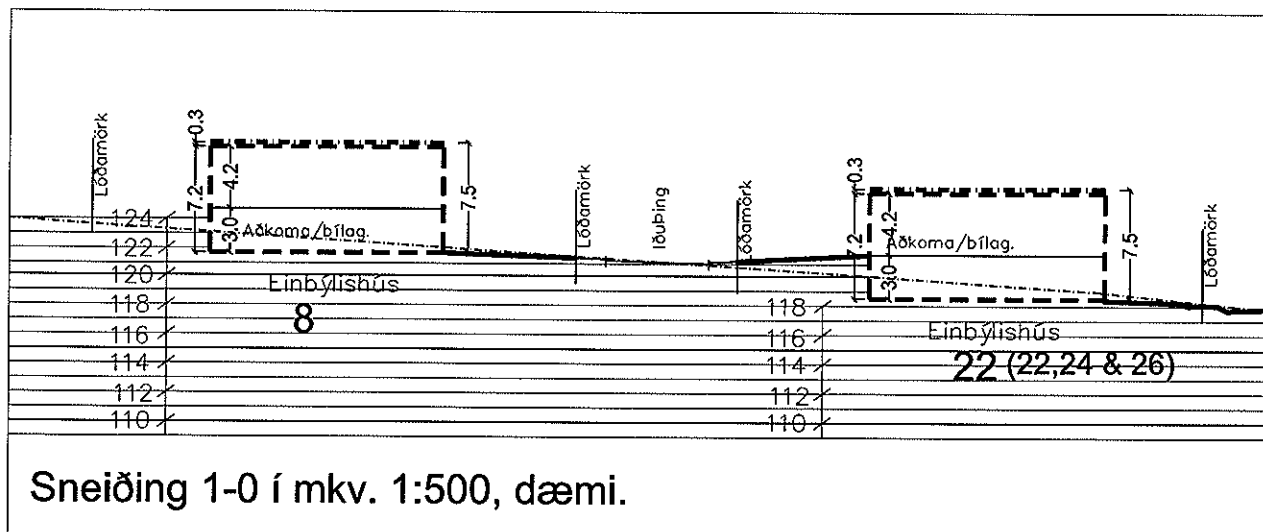 Lóðamörk
0.3
7.2
4.2
3.0
Aðkoma/bílag.
7.5
Lóðamörk
Iðuþing
Lóðamörk
0.3
7.2
4.2
3.0
Aðkoma/bílag.
7.5
Lóðamörk
124
122
120
118
116
114
112
110
Einbýlishús
8
118
116
114
112
110
Einbýlishús
22 (22,24 & 26)
Sneiðing 1-0 í mkv. 1:500, dæmi.